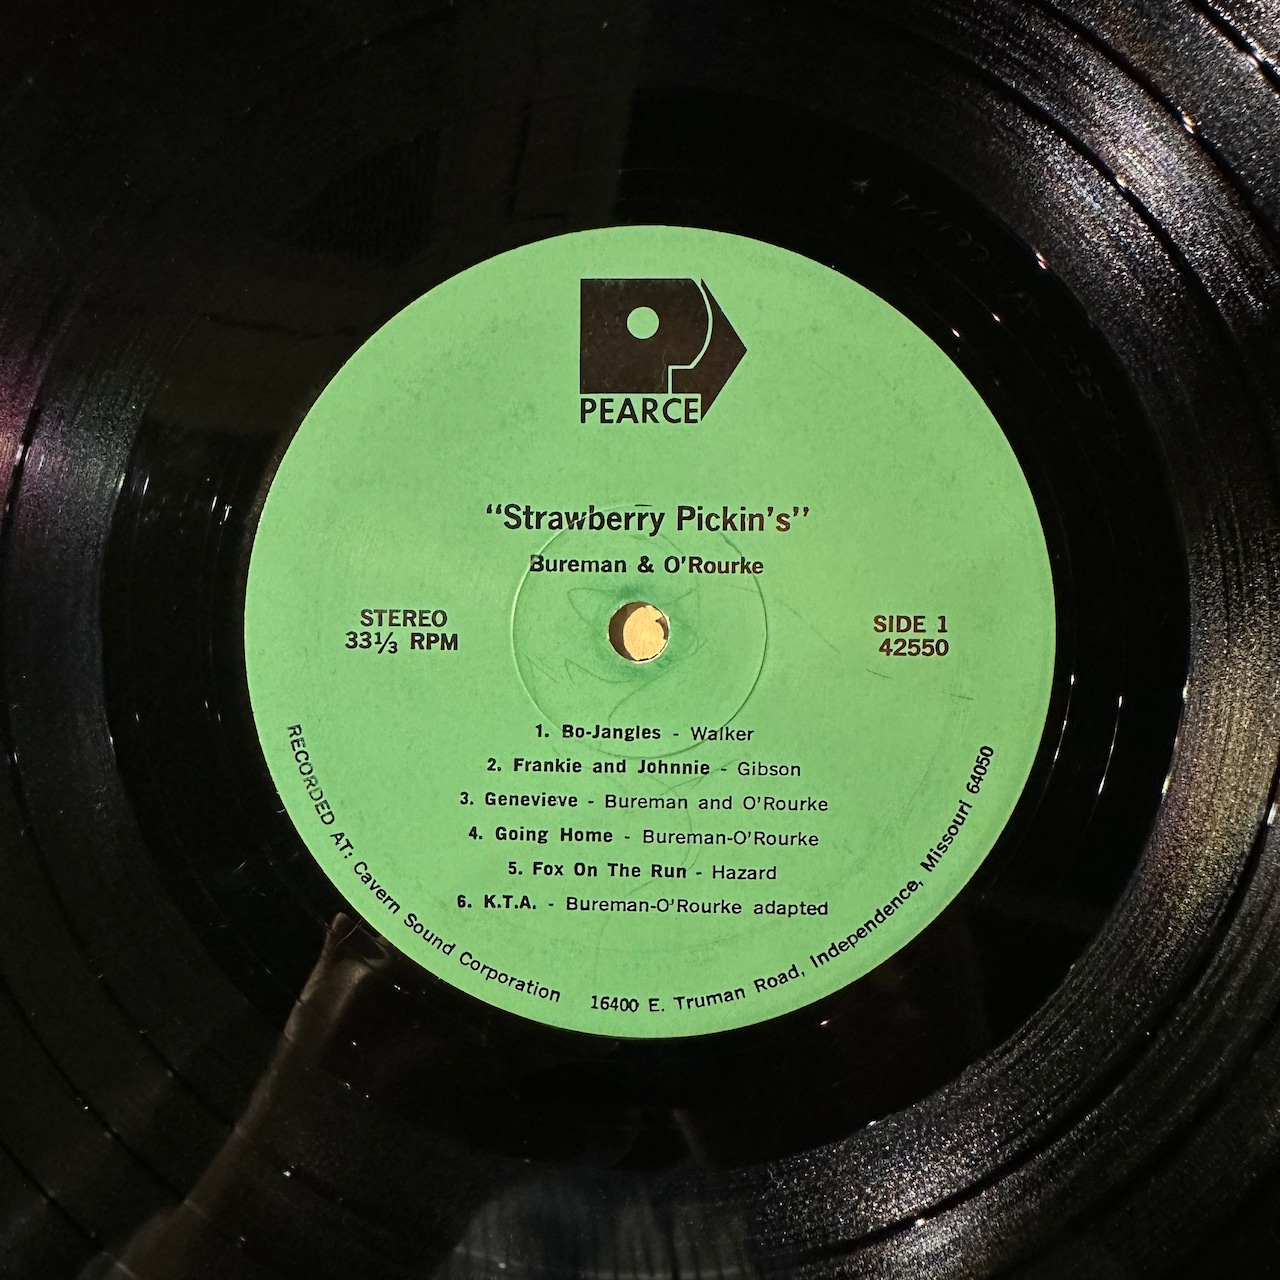 PEARCE
“Strawberry Pickin’s”
Bureman & O’Rourke
STEREO
33⅓ RPM
SIDE 1
42550
1. Bo-Jangles - Walker
2. Frankie and Johnnie - Gibson
3. Genevieve - Bureman and O’Rourke
4. Going Home - Bureman-O’Rourke
5. Fox On The Run - Hazard
6. K.T.A. - Bureman-O’Rourke adapted
RECORDED AT: Cavern Sound Corporation 16400 E. Truman Road, Independence, Missouri 64050